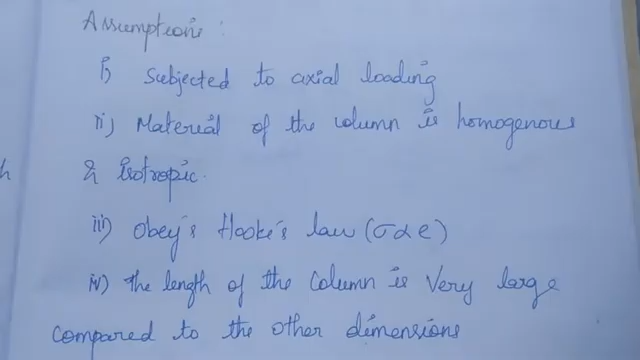 Assumptions :
i) Subjected to axial loading
ii) Material of the column is homogenous
& Isotropic.
h
iii) Obey's Hooke's law (σ∝e)
iv) The length of the column is very large
compared to the other dimensions